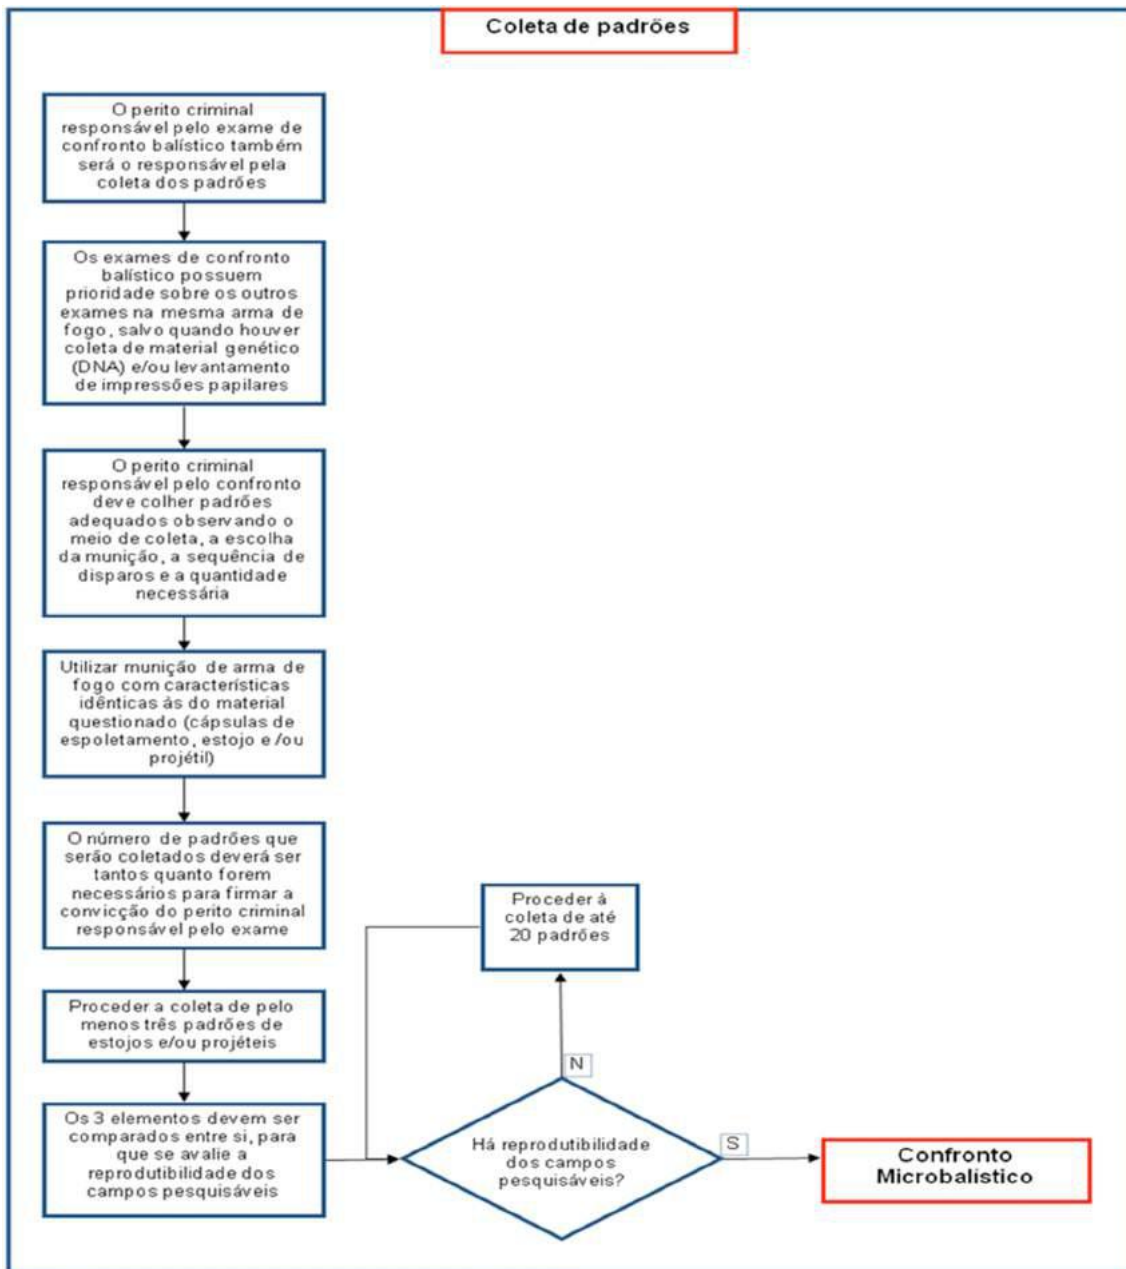 Coleta de padrões
O perito criminal
responsável pelo exame de
confronto balístico também
será o responsável pela
coleta dos padrões
Os exames de confronto
balístico possuem
prioridade sobre os outros
exames na mesma arma de
fogo, salvo quando houver
coleta de material genético
(DNA) e/ou levantamento
de impressões papilares
O perito criminal
responsável pelo confronto
deve colher padrões
adequados observando o
meio de coleta, a escolha
da munição, a sequência de
disparos e a quantidade
necessária
Utilizar munição de arma de
fogo com características
idênticas às do material
questionado (cápsulas de
espoletamento, estojo e /ou
projétil)
O número de padrões que
serão coletados deverá ser
tantos quanto forem
necessários para firmar a
convicção do perito criminal
responsável pelo exame
Proceder a coleta de pelo
menos três padrões de
estojos e/ou projéteis
Os 3 elementos devem ser
comparados entre si, para
que se avalie a
reprodutibilidade dos
campos pesquisáveis
Proceder à
coleta de até
20 padrões
N
Há reprodutibilidade
dos campos
pesquisáveis?
S
Confronto
Microbalístico